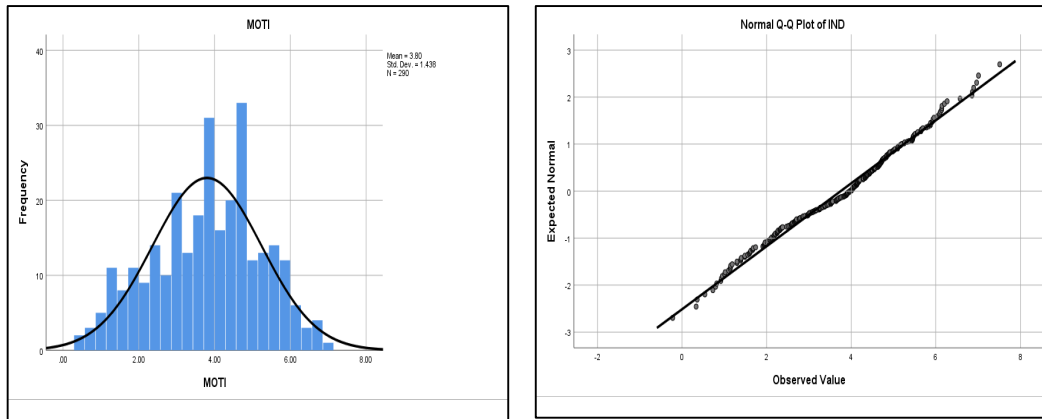 MOTI
Mean = 3.80
Std. Dev. = 1.438
N = 290
40
30
20
10
0
Frequency
.00 2.00 4.00 6.00 8.00
MOTI
Normal Q-Q Plot of IND
3
2
1
0
-1
-2
-3
Expected Normal
-2 0 2 4 6 8
Observed Value